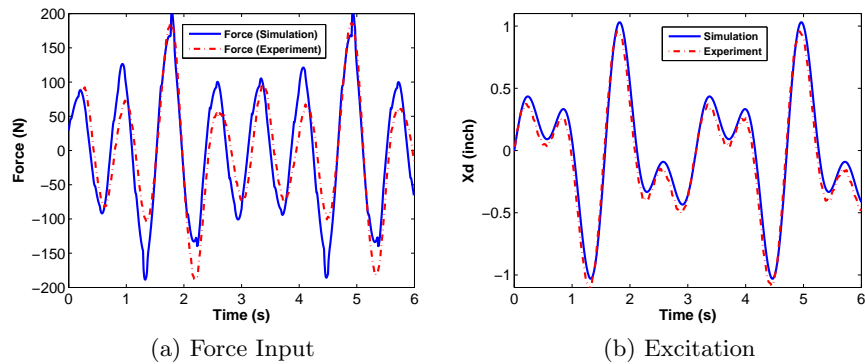 200
150
100
50
0
−50
−100
−150
−200
Force (N)
Force (Simulation)
Force (Experiment)
0 1 2 3 4 5 6
Time (s)
(a) Force Input
1
0.5
0
−0.5
−1
Xd (inch)
Simulation
Experiment
0 1 2 3 4 5 6
Time (s)
(b) Excitation